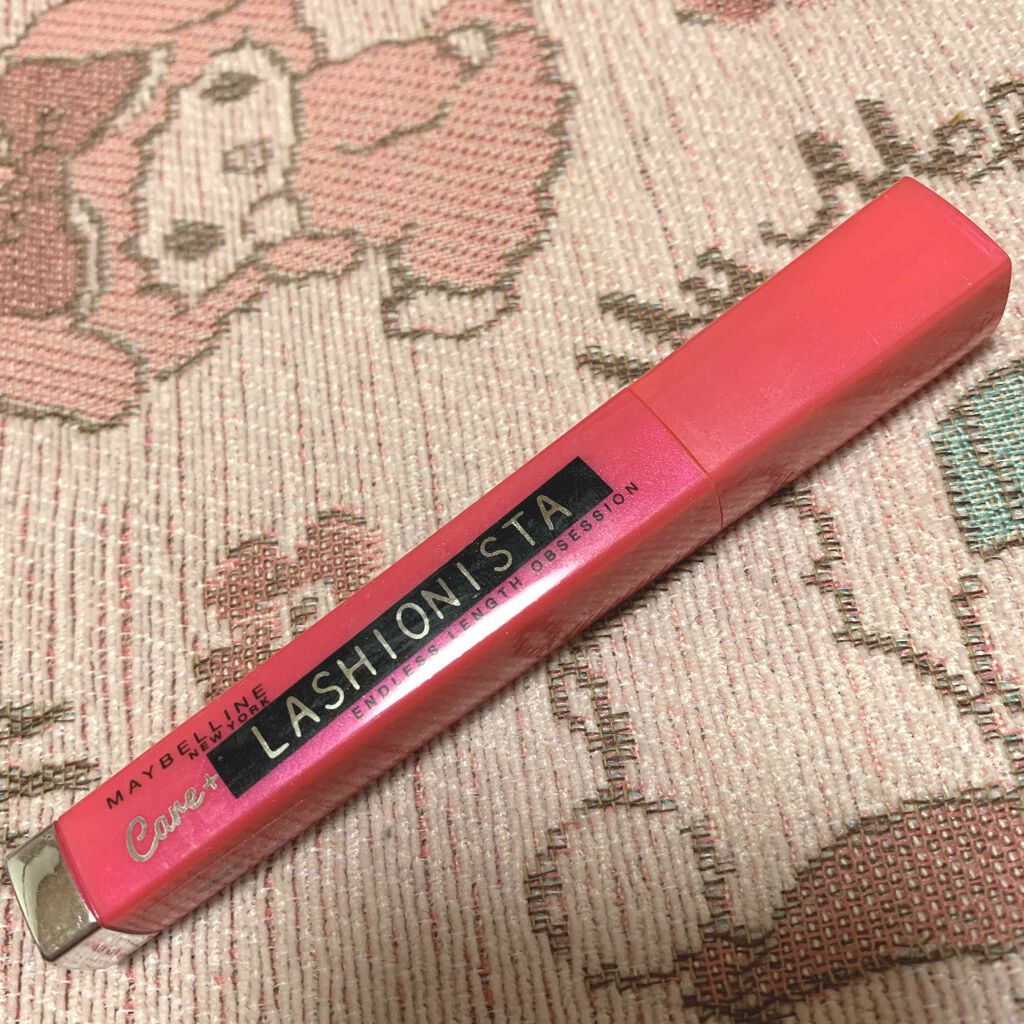 MAYBELLINE
NEW YORK
Care+
LASHIONISTA
ENDLESS LENGTH OBSESSION